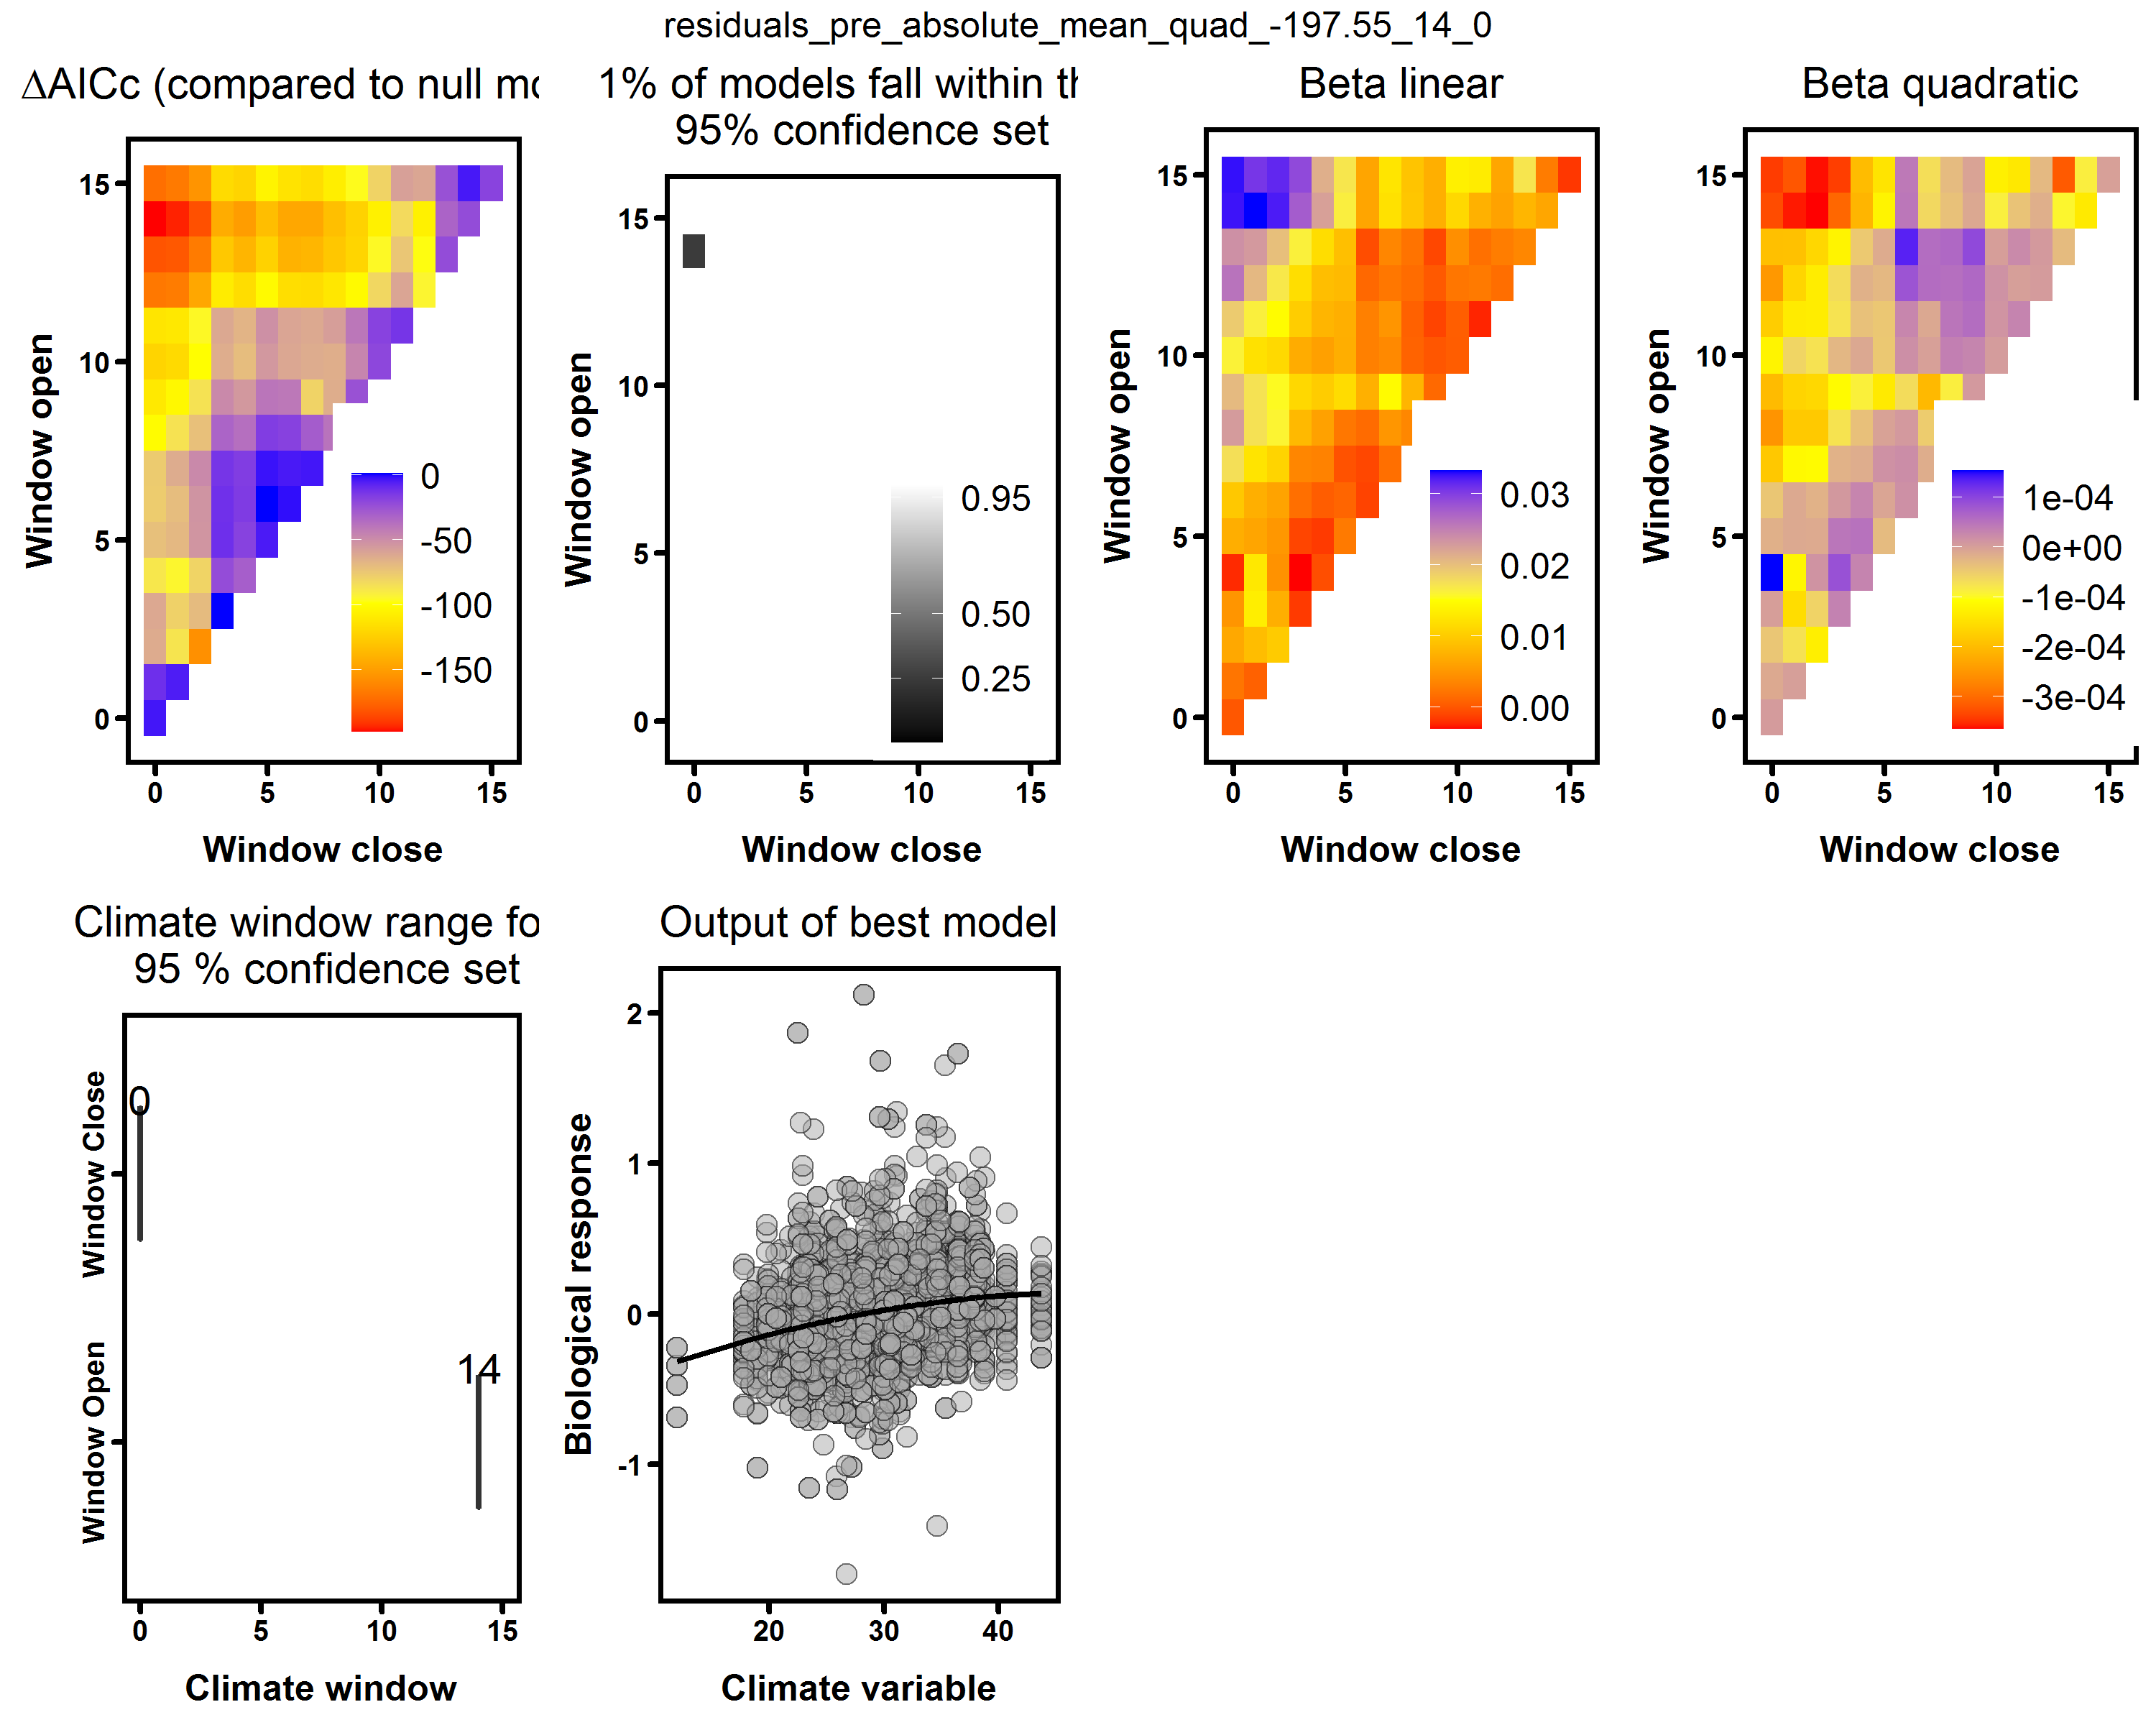 residuals_pre_absolute_mean_quad_-197.55_14_0
ΔAICc (compared to null mo
Window open
15
10
5
0
0
-50
-100
-150
0 5 10 15
Window close
1% of models fall within th
95% confidence set
Window open
15
10
5
0
0.95
0.50
0.25
0 5 10 15
Window close
Beta linear
Window open
15
10
5
0
0.03
0.02
0.01
0.00
0 5 10 15
Window close
Beta quadratic
Window open
15
10
5
0
1e-04
0e+00
-1e-04
-2e-04
-3e-04
0 5 10 15
Window close
Climate window range fo
95 % confidence set
Window Close
Window Open
0
14
0 5 10 15
Climate window
Output of best model
Biological response
2
1
0
-1
20 30 40
Climate variable